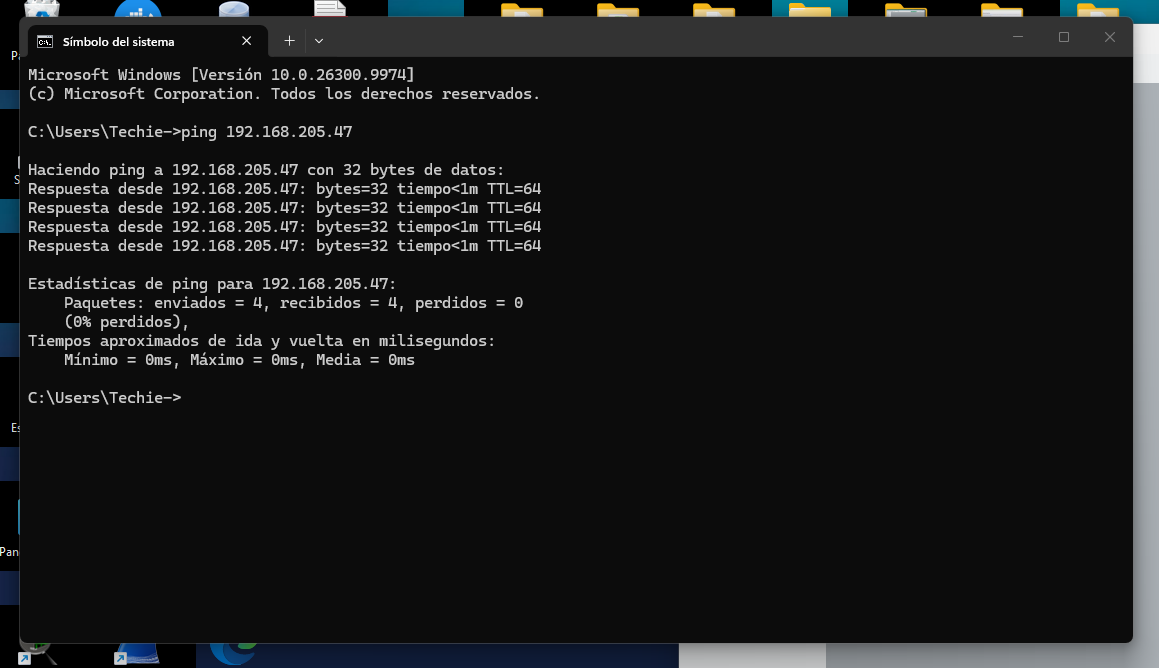 Símbolo del sistema
Microsoft Windows [Versión 10.0.26300.9974]
(c) Microsoft Corporation. Todos los derechos reservados.
C:\Users\Techie->ping 192.168.205.47
Haciendo ping a 192.168.205.47 con 32 bytes de datos:
Respuesta desde 192.168.205.47: bytes=32 tiempo<1m TTL=64
Respuesta desde 192.168.205.47: bytes=32 tiempo<1m TTL=64
Respuesta desde 192.168.205.47: bytes=32 tiempo<1m TTL=64
Respuesta desde 192.168.205.47: bytes=32 tiempo<1m TTL=64
Estadísticas de ping para 192.168.205.47:
Paquetes: enviados = 4, recibidos = 4, perdidos = 0
(0% perdidos),
Tiempos aproximados de ida y vuelta en milisegundos:
Mínimo = 0ms, Máximo = 0ms, Media = 0ms
C:\Users\Techie->